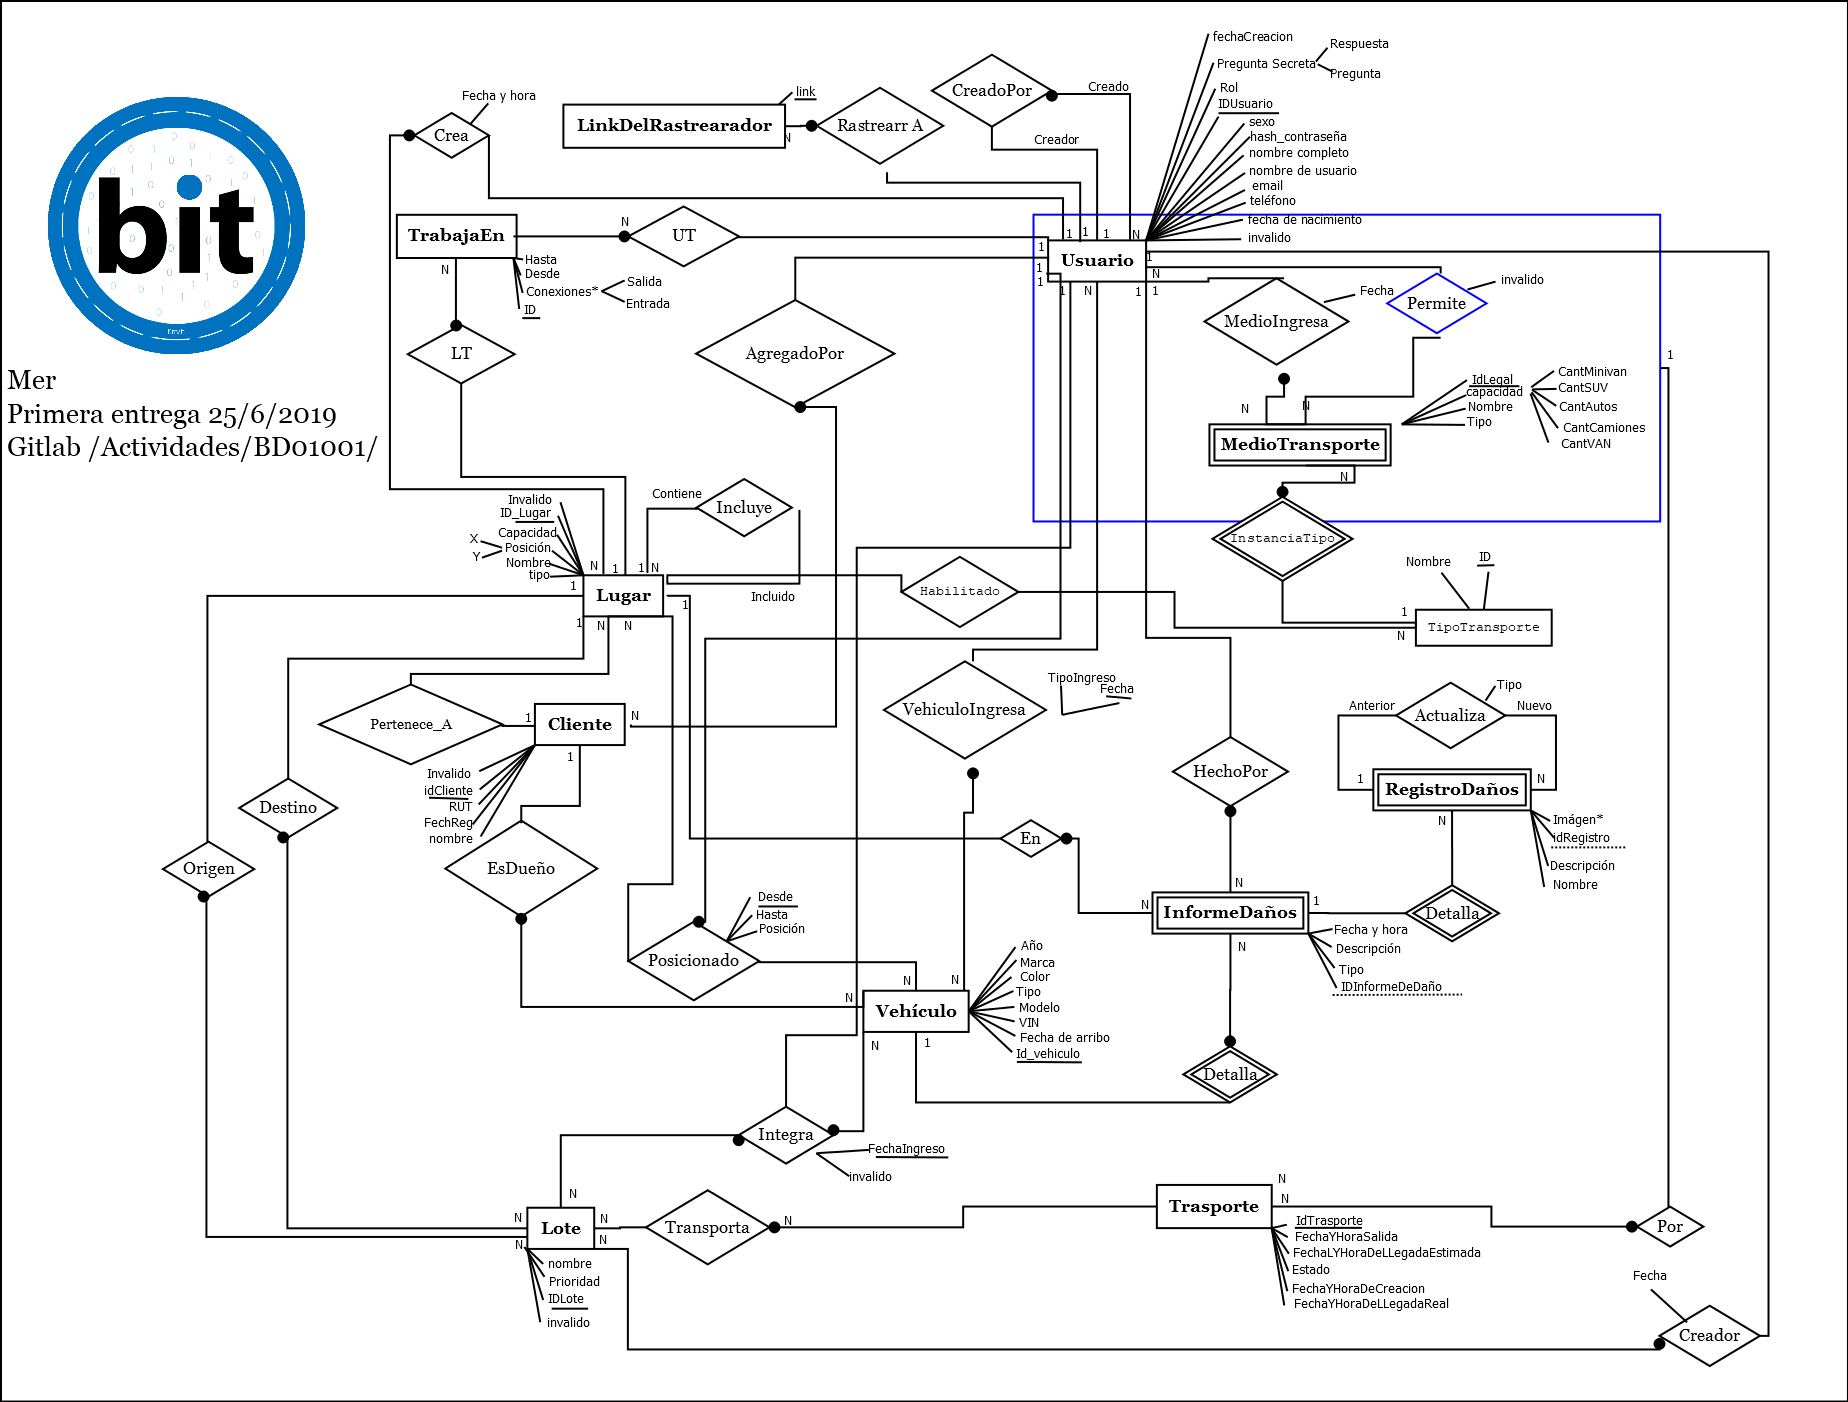 bit
Kmvh
Mer
Primera entrega 25/6/2019
Gitlab /Actividades/BD01001/
Fecha y hora
Crea
LinkDelRastrearador
link
N
Rastrearr A
CreadoPor
Creado
Creador
fechaCreacion
Pregunta Secreta
Respuesta
Pregunta
Rol
IDUsuario
sexo
hash_contraseña
nombre completo
nombre de usuario
email
teléfono
fecha de nacimiento
invalido
TrabajaEn
N
UT
N
Hasta
Desde
Conexiones*
Salida
Entrada
ID
LT
1
1
1
N
1
1
1
Usuario
1
N
1
N
1
1
AgregadoPor
MedioIngresa
Fecha
Permite
invalido
1
N
N
IdLegal
capacidad
Nombre
Tipo
CantMinivan
CantSUV
CantAutos
CantCamiones
CantVAN
MedioTransporte
N
InstanciaTipo
Nombre
ID
1
N
TipoTransporte
Contiene
Incluye
Incluido
Invalido
ID_Lugar
Capacidad
X
Y
Posición
Nombre
tipo
N
1
1
N
1
Lugar
1
1
N
N
Habilitado
Pertenece_A
1
Cliente
N
1
Invalido
idCliente
RUT
FechReg
nombre
VehiculoIngresa
TipoIngreso
Fecha
Anterior
Actualiza
Tipo
Nuevo
HechoPor
1
RegistroDaños
N
N
Imágen*
idRegistro
Descripción
Nombre
Destino
Origen
EsDueño
En
Desde
Hasta
Posición
Posicionado
N
N
InformeDaños
1
Detalla
N
Fecha y hora
Descripción
Tipo
IDInformeDeDaño
N
N
N
Vehículo
N
1
Año
Marca
Color
Tipo
Modelo
VIN
Fecha de arribo
Id_vehiculo
Detalla
Integra
FechaIngreso
invalido
N
N
N
Lote
N
N
N
nombre
Prioridad
IDLote
invalido
Transporta
N
Trasporte
N
N
IdTrasporte
FechaYHoraSalida
FechaLYHoraDeLLegadaEstimada
Estado
FechaYHoraDeCreacion
FechaYHoraDeLLegadaReal
Por
Fecha
Creador